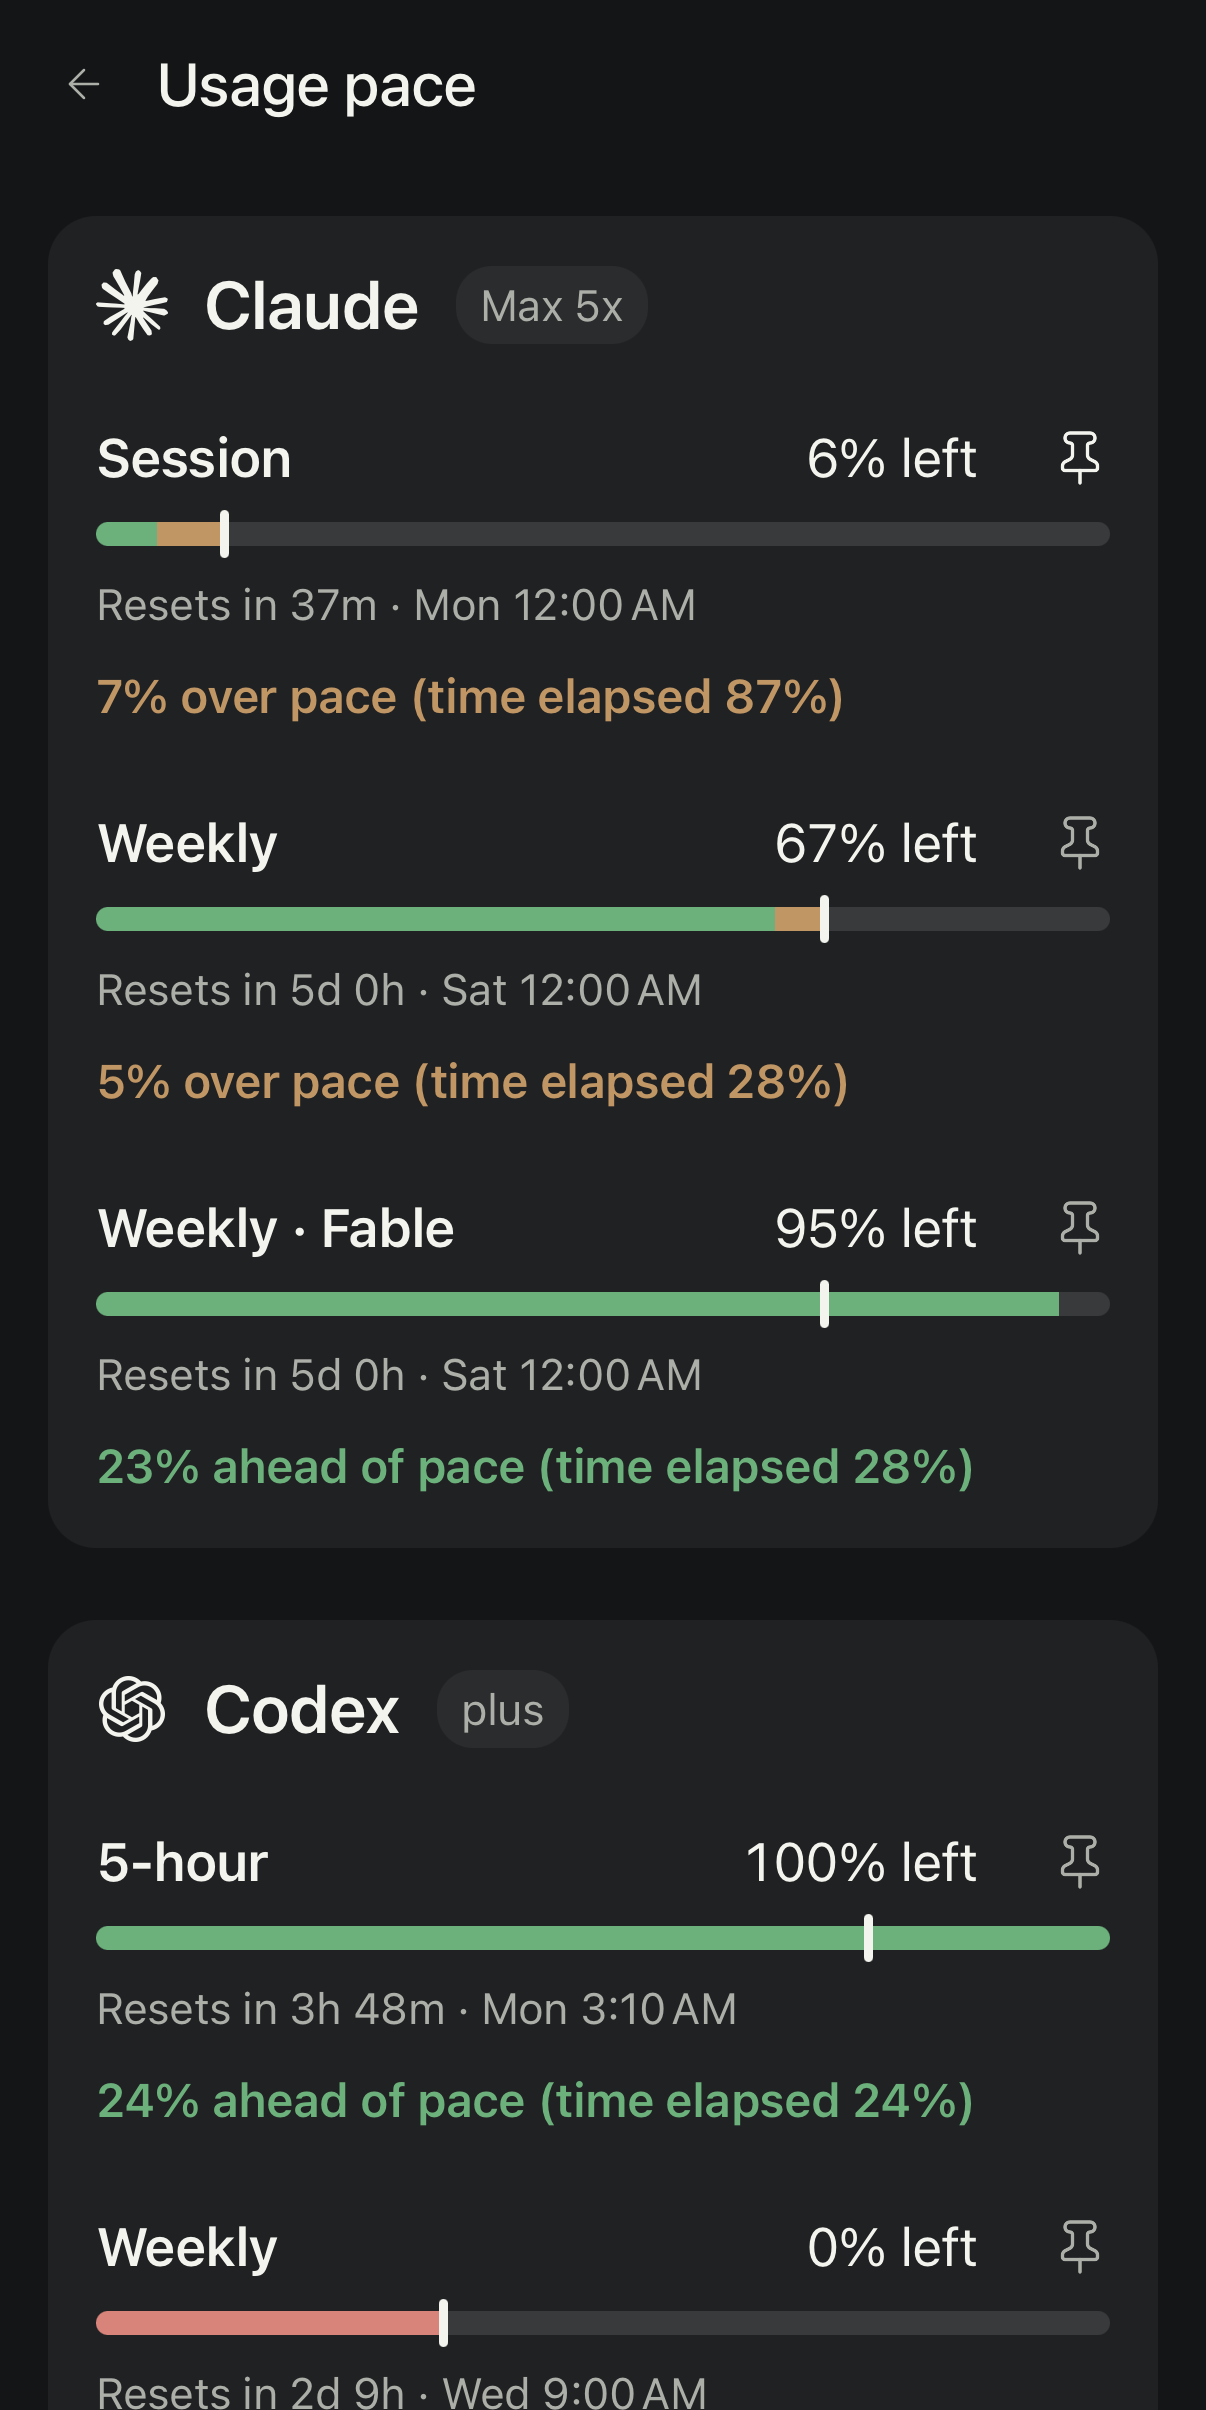 Usage pace
Claude
Max 5x
Session
6% left
Resets in 37m · Mon 12:00 AM
7% over pace (time elapsed 87%)
Weekly
67% left
Resets in 5d 0h · Sat 12:00 AM
5% over pace (time elapsed 28%)
Weekly · Fable
95% left
Resets in 5d 0h · Sat 12:00 AM
23% ahead of pace (time elapsed 28%)
Codex
plus
5-hour
100% left
Resets in 3h 48m · Mon 3:10 AM
24% ahead of pace (time elapsed 24%)
Weekly
0% left
Resets in 2d 9h · Wed 9:00 AM